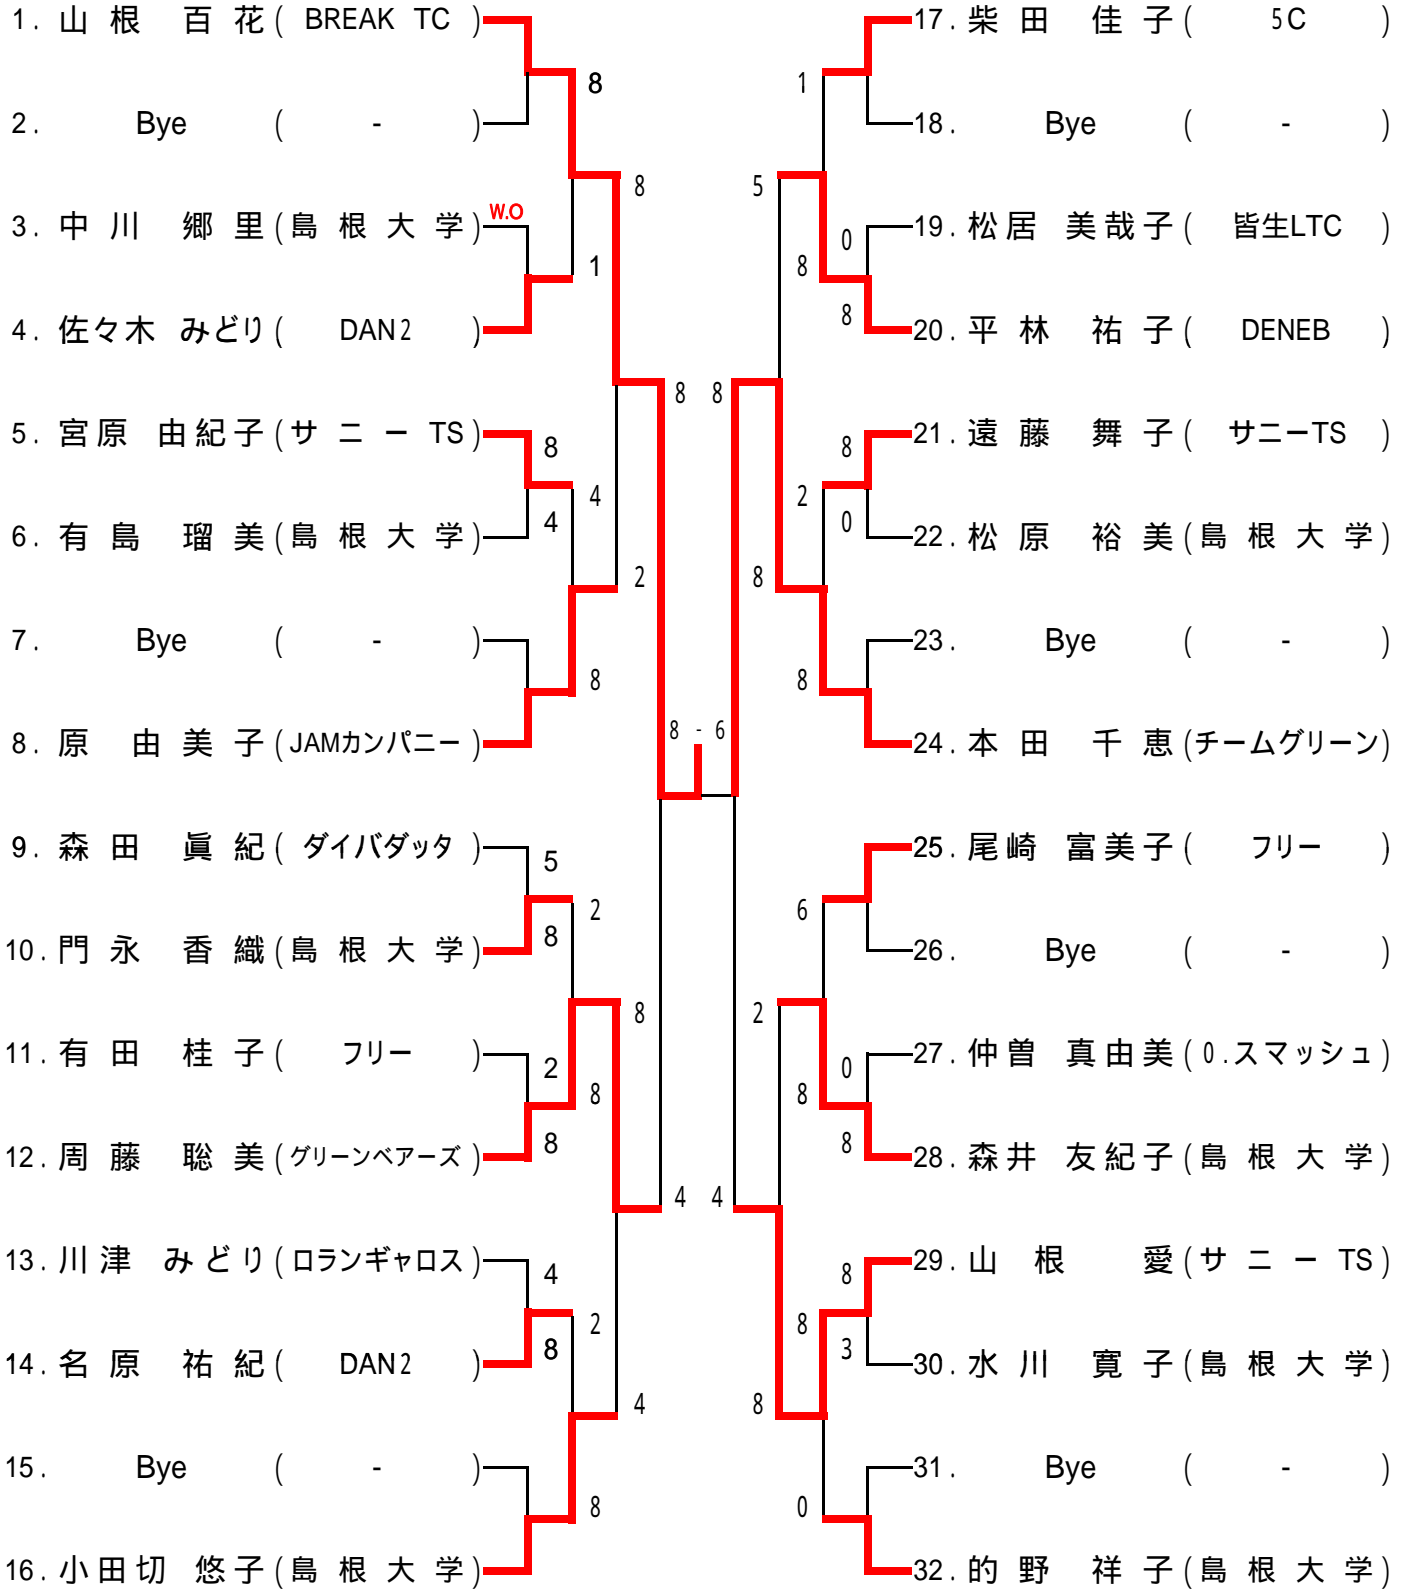 1. 山根 百花 ( BREAK TC )
8
2. Bye ( - )
8
3. 中川 郷里 (島根大学) W.O
1
4. 佐々木 みどり ( DAN2 )
8
5. 宮原 由紀子 (サニーTS)
8
4
4
6. 有島 瑠美 (島根大学)
2
7. Bye ( - )
8
8. 原 由美子 (JAMカンパニー)
8 - 6
9. 森田 眞紀 ( ダイバダッタ )
5
2
8
10. 門永 香織 (島根大学)
8
11. 有田 桂子 ( フリー )
2
8
8
12. 周藤 聡美 (グリーンベアーズ)
4
13. 川津 みどり (ロランギャロス)
4
2
8
14. 名原 祐紀 ( DAN2 )
4
15. Bye ( - )
8
16. 小田切 悠子 (島根大学)
17. 柴田 佳子 ( 5C )
1
18. Bye ( - )
5
19. 松居 美哉子 ( 皆生LTC )
0
8
8
20. 平林 祐子 ( DENEB )
8
21. 遠藤 舞子 ( サニーTS )
8
2
0
22. 松原 裕美 (島根大学)
8
23. Bye ( - )
8
24. 本田 千恵 (チームグリーン)
25. 尾崎 富美子 ( フリー )
6
26. Bye ( - )
2
27. 仲曽 真由美 (0.スマッシュ)
0
8
8
28. 森井 友紀子 (島根大学)
4
29. 山根 愛 (サニーTS)
8
8
3
30. 水川 寛子 (島根大学)
8
31. Bye ( - )
0
32. 的野 祥子 (島根大学)